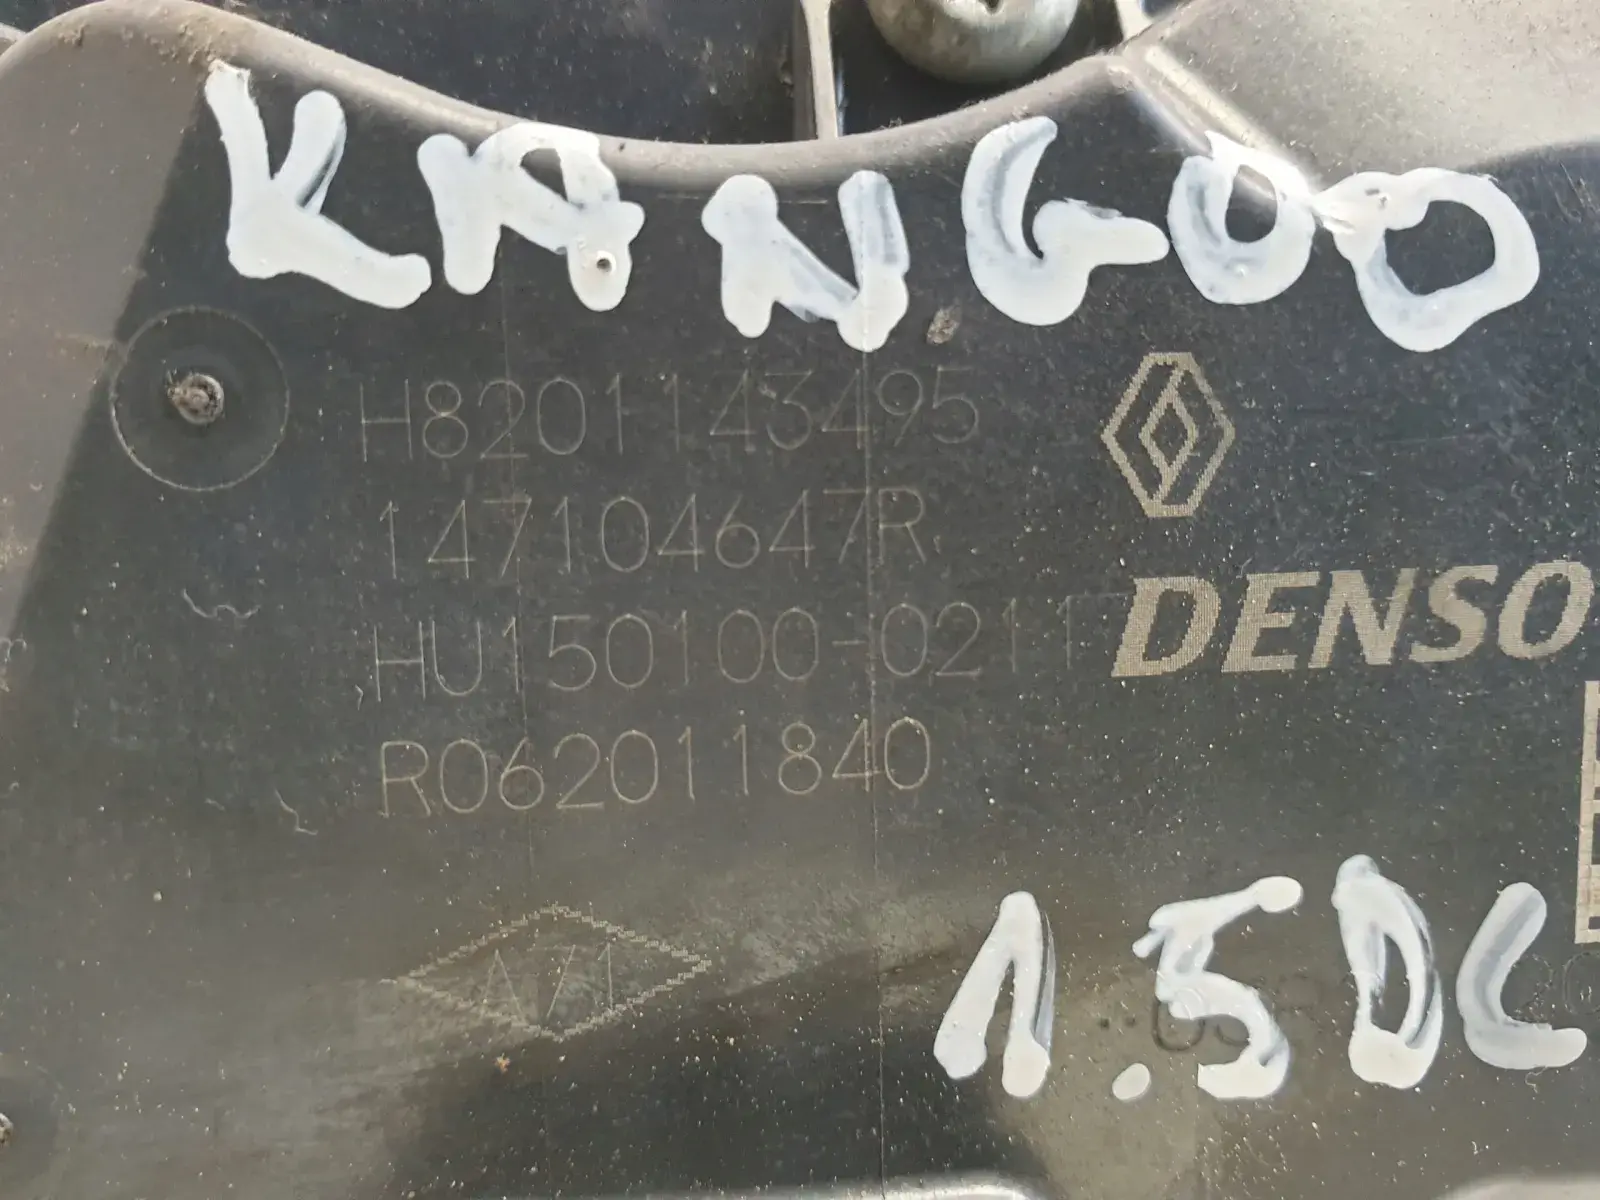 KANGOO
H8201143495
147104647R
HU150100-0211
DENSO
R062011840
1.5DC